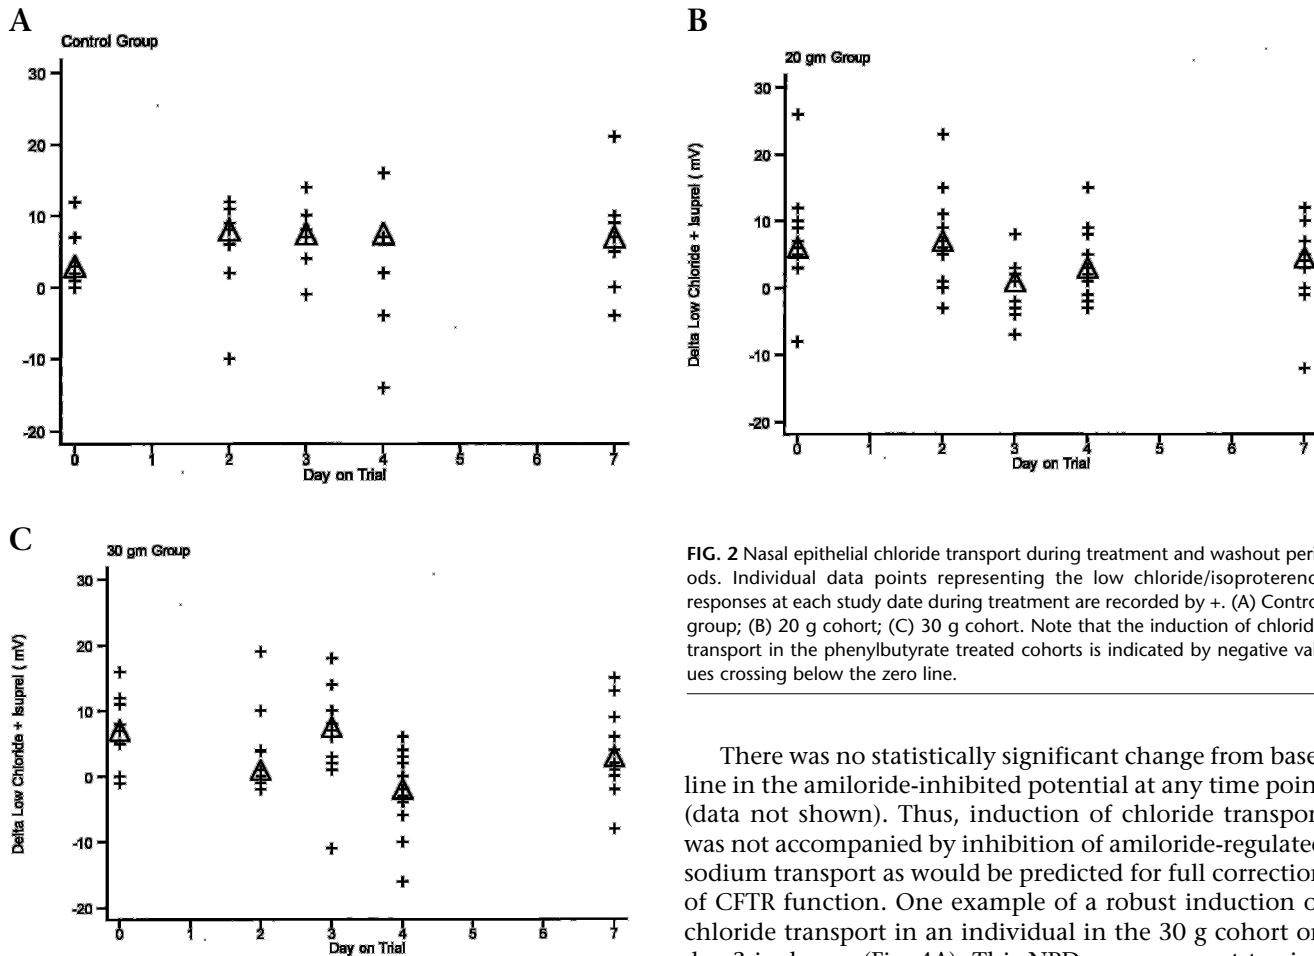 A
Control Group
30
20
10
0
-10
-20
0 1 2 3 4 5 6 7
Day on Trial
B
20 gm Group
Delta Low Chloride + Isuprel ( mV)
30
20
10
0
-10
-20
0 1 2 3 4 5 6 7
Day on Trial
C
30 gm Group
Delta Low Chloride + Isuprel ( mV)
30
20
10
0
-10
-20
0 1 2 3 4 5 6 7
Day on Trial
FIG. 2 Nasal epithelial chloride transport during treatment and washout peri
ods. Individual data points representing the low chloride/isoproterenc
responses at each study date during treatment are recorded by +. (A) Contro
group; (B) 20 g cohort; (C) 30 g cohort. Note that the induction of chlorid
transport in the phenylbutyrate treated cohorts is indicated by negative val
ues crossing below the zero line.
There was no statistically significant change from base
line in the amiloride-inhibited potential at any time poin
(data not shown). Thus, induction of chloride transpor
was not accompanied by inhibition of amiloride-regulate
sodium transport as would be predicted for full correction
of CFTR function. One example of a robust induction o
chloride transport in an individual in the 30 g cohort or